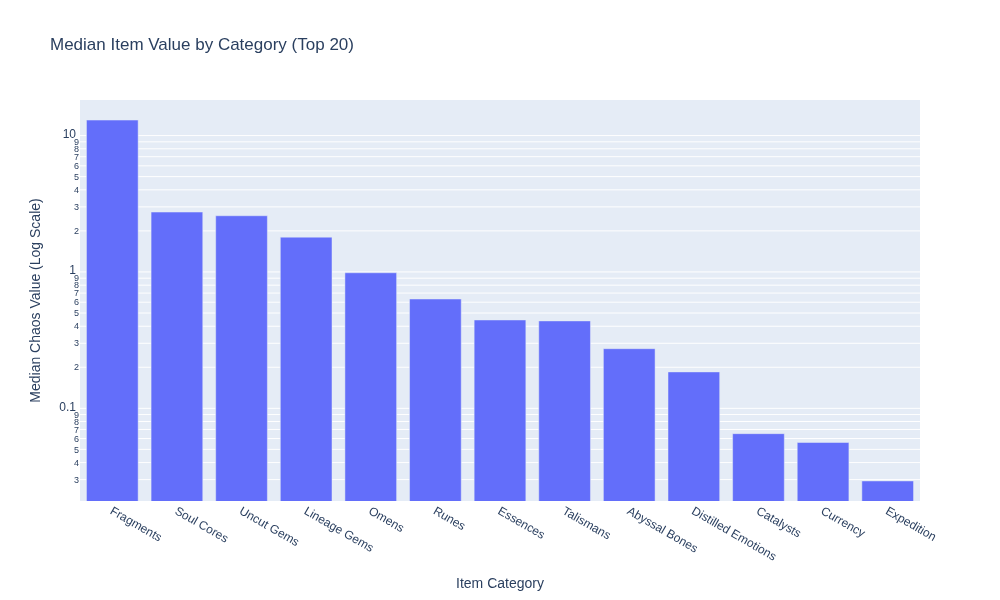 Median Item Value by Category (Top 20)
Median Chaos Value (Log Scale)
10
9
8
7
6
5
4
3
2
1
9
8
7
6
5
4
3
2
0.1
9
8
7
6
5
4
3
Fragments
Soul Cores
Uncut Gems
Lineage Gems
Omens
Runes
Essences
Talismans
Abyssal Bones
Distilled Emotions
Catalysts
Currency
Expedition
Item Category